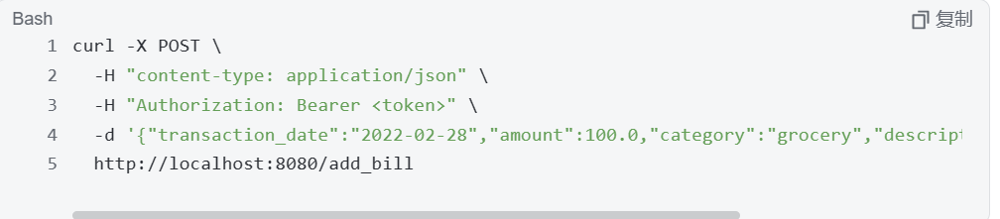 Bash
复制
1 curl -X POST \
2 -H "content-type: application/json" \
3 -H "Authorization: Bearer <token>" \
4 -d '{"transaction_date":"2022-02-28","amount":100.0,"category":"grocery","descript
5 http://localhost:8080/add_bill